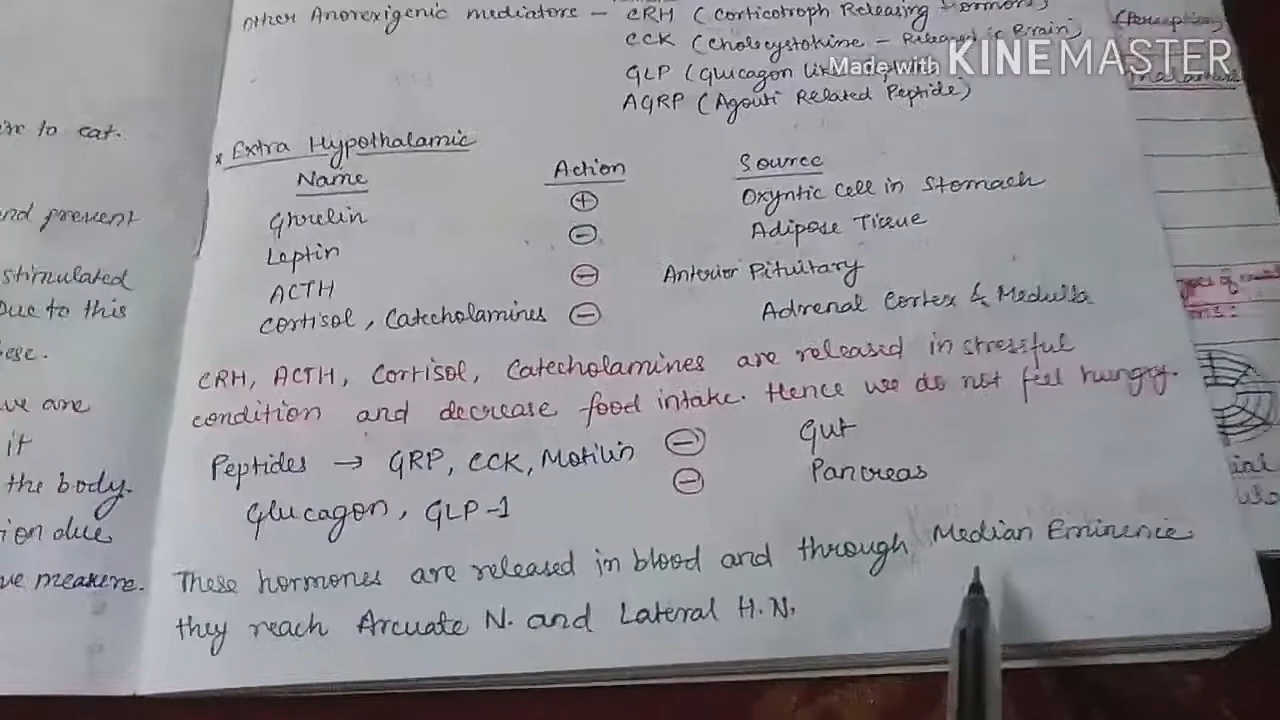 Other Anorexigenic mediators - CRH (Corticotroph Releasing Hormon)
CCK (Cholecystokine - Released in Brain)
GLP (Glucagon like
AGRP (Agouti Related Peptide)
Made with KINEMASTER
* Extra Hypothalamic
Name Action Source
Ghrelin + Oxyntic Cell in Stomach
Leptin - Adipose Tissue
ACTH - Anterior Pituitary
Cortisol, Catecholamines - Adrenal Cortex & Medulla
CRH, ACTH, Cortisol, Catecholamines are released in stressful
condition and decrease food intake. Hence we do not feel hungry.
Peptides → GRP, CCK, Motilin - Gut
Glucagon, GLP-1 - Pancreas
These hormones are released in blood and through Median Eminence
they reach Arcuate N. and Lateral H.N.
to eat.
and prevent
stimulated
Due to this
we are
it
the body.
ion due